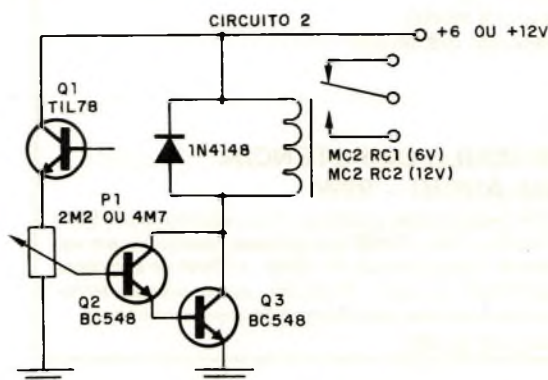 CIRCUITO 2
+6 OU +12V
Q1
TIL78
1N4148
MC2 RC1 (6V)
MC2 RC2 (12V)
P1
2M2 OU 4M7
Q2
BC548
Q3
BC548